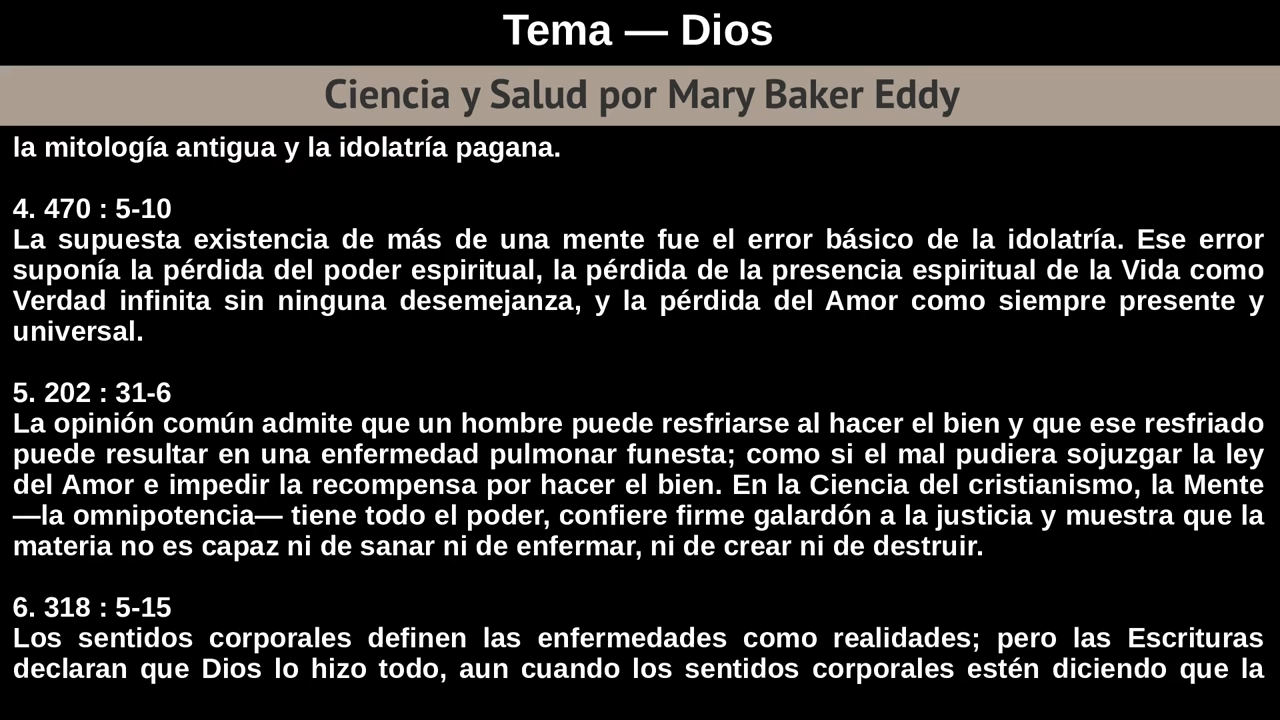 Tema — Dios
Ciencia y Salud por Mary Baker Eddy
la mitología antigua y la idolatría pagana.
4. 470 : 5-10
La supuesta existencia de más de una mente fue el error básico de la idolatría. Ese error
suponía la pérdida del poder espiritual, la pérdida de la presencia espiritual de la Vida como
Verdad infinita sin ninguna desemejanza, y la pérdida del Amor como siempre presente y
universal.
5. 202 : 31-6
La opinión común admite que un hombre puede resfriarse al hacer el bien y que ese resfriado
puede resultar en una enfermedad pulmonar funesta; como si el mal pudiera sojuzgar la ley
del Amor e impedir la recompensa por hacer el bien. En la Ciencia del cristianismo, la Mente
—la omnipotencia— tiene todo el poder, confiere firme galardón a la justicia y muestra que la
materia no es capaz ni de sanar ni de enfermar, ni de crear ni de destruir.
6. 318 : 5-15
Los sentidos corporales definen las enfermedades como realidades; pero las Escrituras
declaran que Dios lo hizo todo, aun cuando los sentidos corporales estén diciendo que la